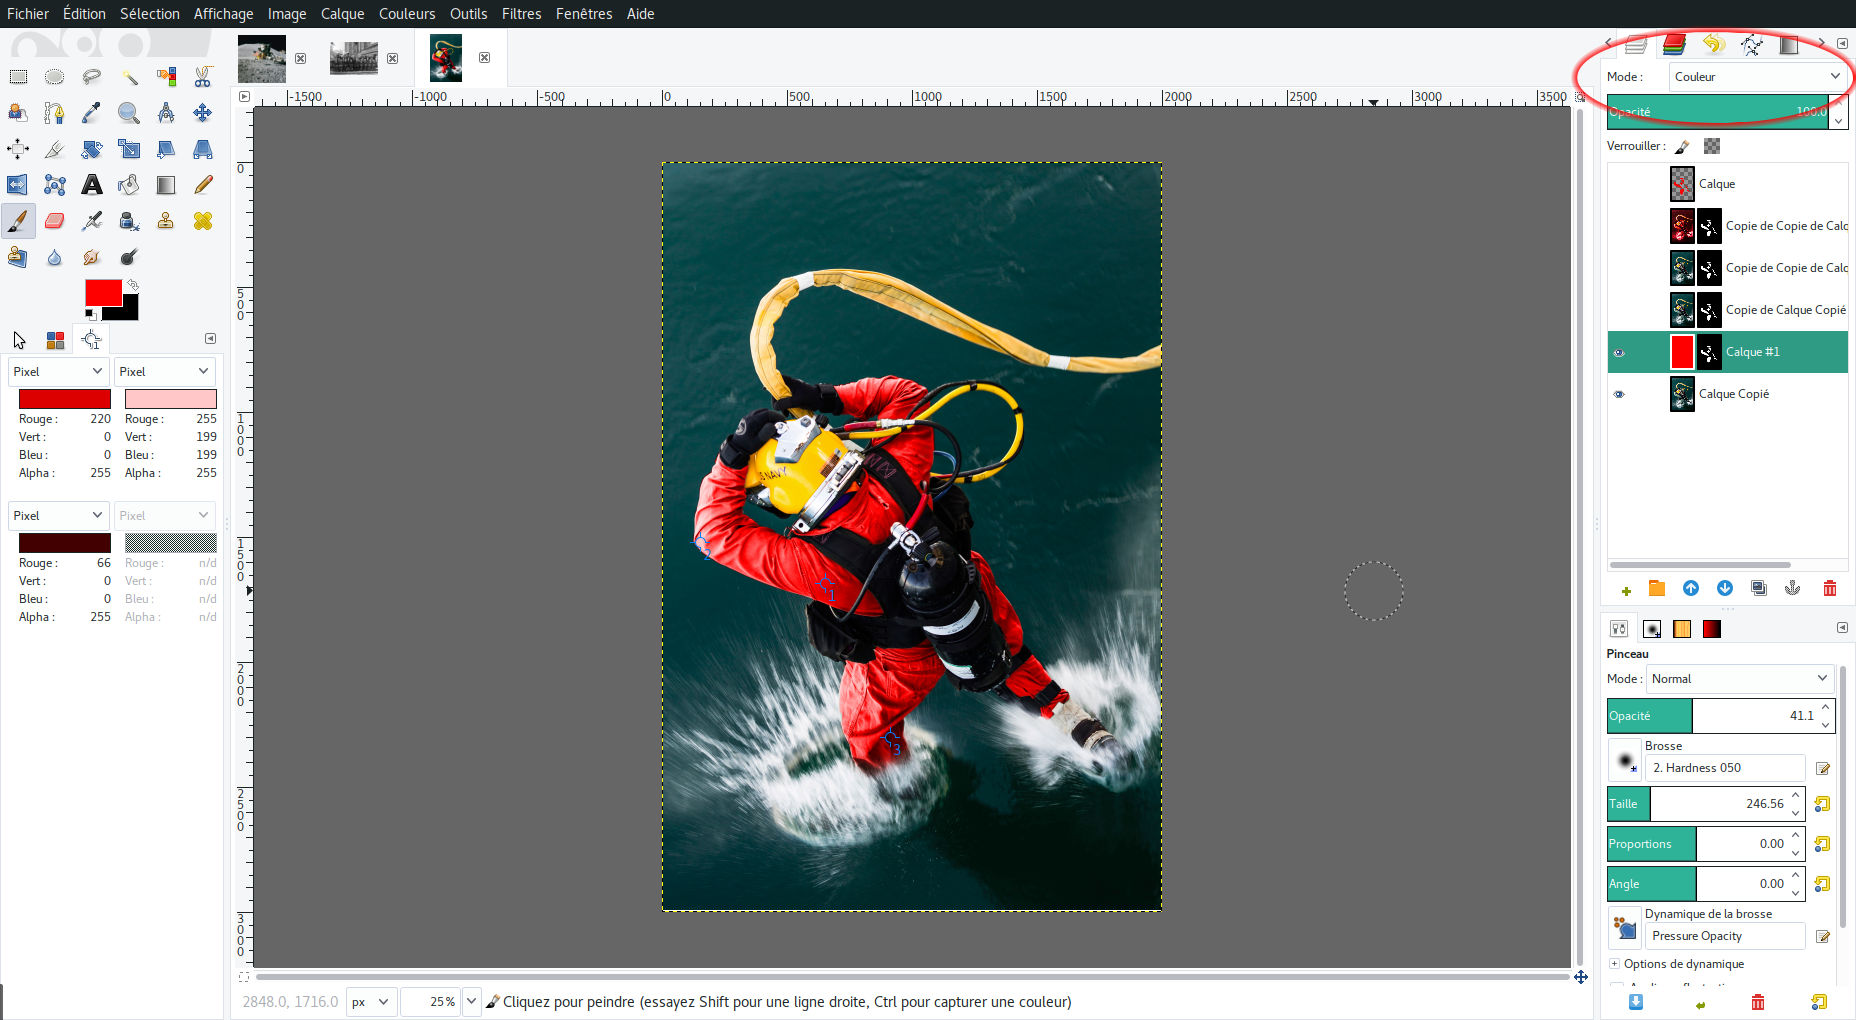 Fichier Édition Sélection Affichage Image Calque Couleurs Outils Filtres Fenêtres Aide
Mode : Couleur
Opacité 100.0
Verrouiller :
Calque
Copie de Copie de Calq
Copie de Copie de Calq
Copie de Calque Copié
Calque #1
Calque Copié
-1500 -1000 -500 0 500 1000 1500 2000 2500 3000 3500
0
500
1000
1500
2000
2500
3000
Pixel Pixel
Rouge : 220 Rouge : 255
Vert : 0 Vert : 199
Bleu : 0 Bleu : 199
Alpha : 255 Alpha : 255
Pixel Pixel
Rouge : 66 Rouge : n/d
Vert : 0 Vert : n/d
Bleu : 0 Bleu : n/d
Alpha : 255 Alpha : n/d
NAVY
2
1
3
Pinceau
Mode : Normal
Opacité 41.1
Brosse
2. Hardness 050
Taille 246.56
Proportions 0.00
Angle 0.00
Dynamique de la brosse
Pressure Opacity
Options de dynamique
2848.0, 1716.0 px 25 % Cliquez pour peindre (essayez Shift pour une ligne droite, Ctrl pour capturer une couleur)